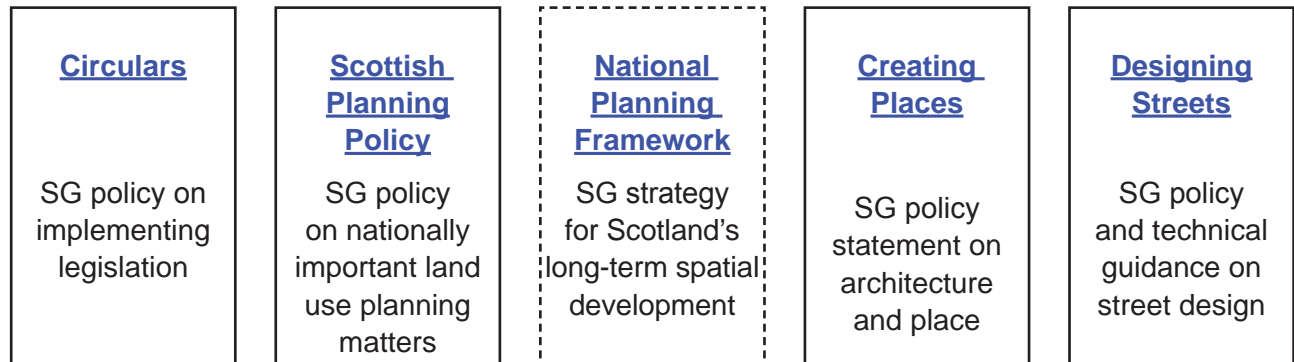 Circulars
SG policy on
implementing
legislation
Scottish
Planning
Policy
SG policy
on nationally
important land
use planning
matters
National
Planning
Framework
SG strategy
for Scotland’s
long-term spatial
development
Creating
Places
SG policy
statement on
architecture
and place
Designing
Streets
SG policy
and technical
guidance on
street design